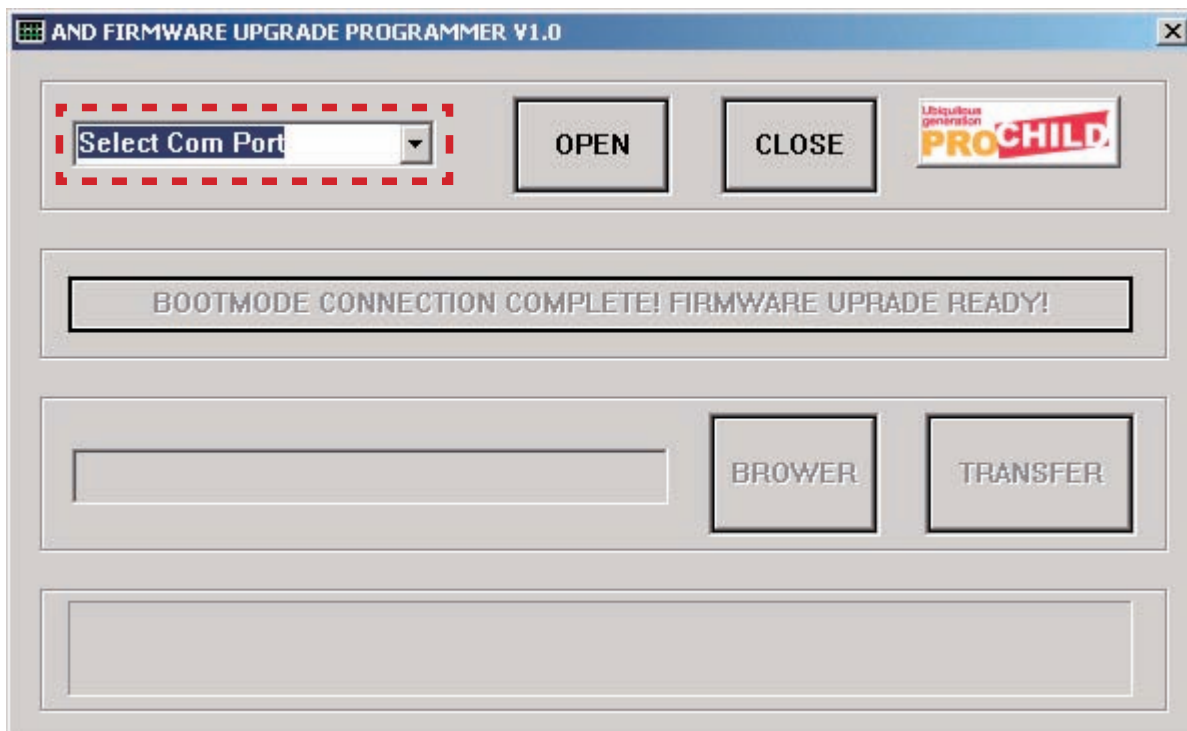 AND FIRMWARE UPGRADE PROGRAMMER V1.0
Select Com Port
OPEN
CLOSE
Ubiquitous
generation
PROCHILD
BOOTMODE CONNECTION COMPLETE! FIRMWARE UPRADE READY!
BROWER
TRANSFER